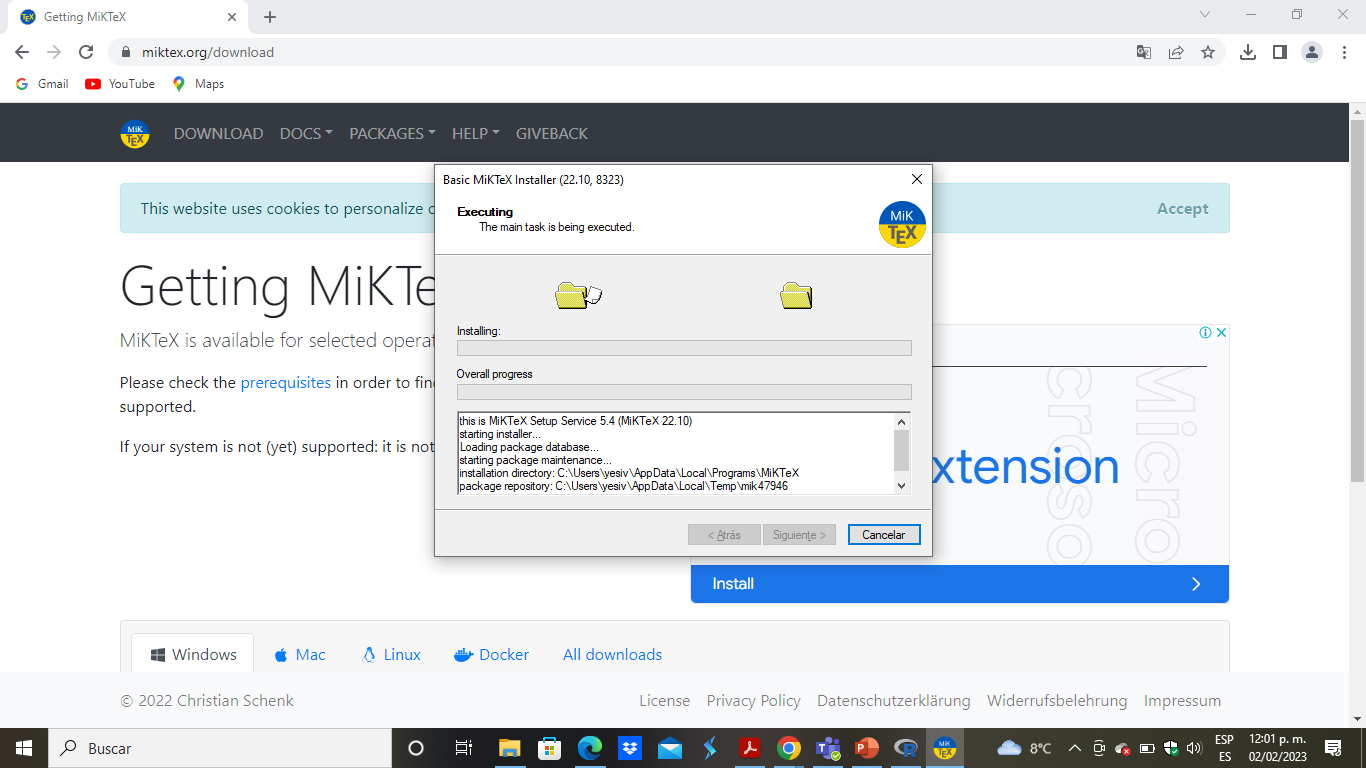 Getting MiKTeX
miktex.org/download
Gmail YouTube Maps
MiK
TEX
DOWNLOAD DOCS PACKAGES HELP GIVEBACK
This website uses cookies to personalize c
Accept
Getting MiKTe
MiKTeX is available for selected operat
Please check the prerequisites in order to find
supported.
If your system is not (yet) supported: it is not
Basic MiKTeX Installer (22.10, 8323)
Executing
The main task is being executed.
MiK
TEX
Installing:
Overall progress
this is MiKTeX Setup Service 5.4 (MiKTeX 22.10)
starting installer...
Loading package database...
starting package maintenance...
installation directory: C:\Users\yesiv\AppData\Local\Programs\MiKTeX
package repository: C:\Users\yesiv\AppData\Local\Temp\mik47946
< Atrás Siguiente > Cancelar
xtension
Micro
croso
Install
Windows Mac Linux Docker All downloads
© 2022 Christian Schenk
License Privacy Policy Datenschutzerklärung Widerrufsbelehrung Impressum
Buscar
8°C
ESP
ES
12:01 p. m.
02/02/2023